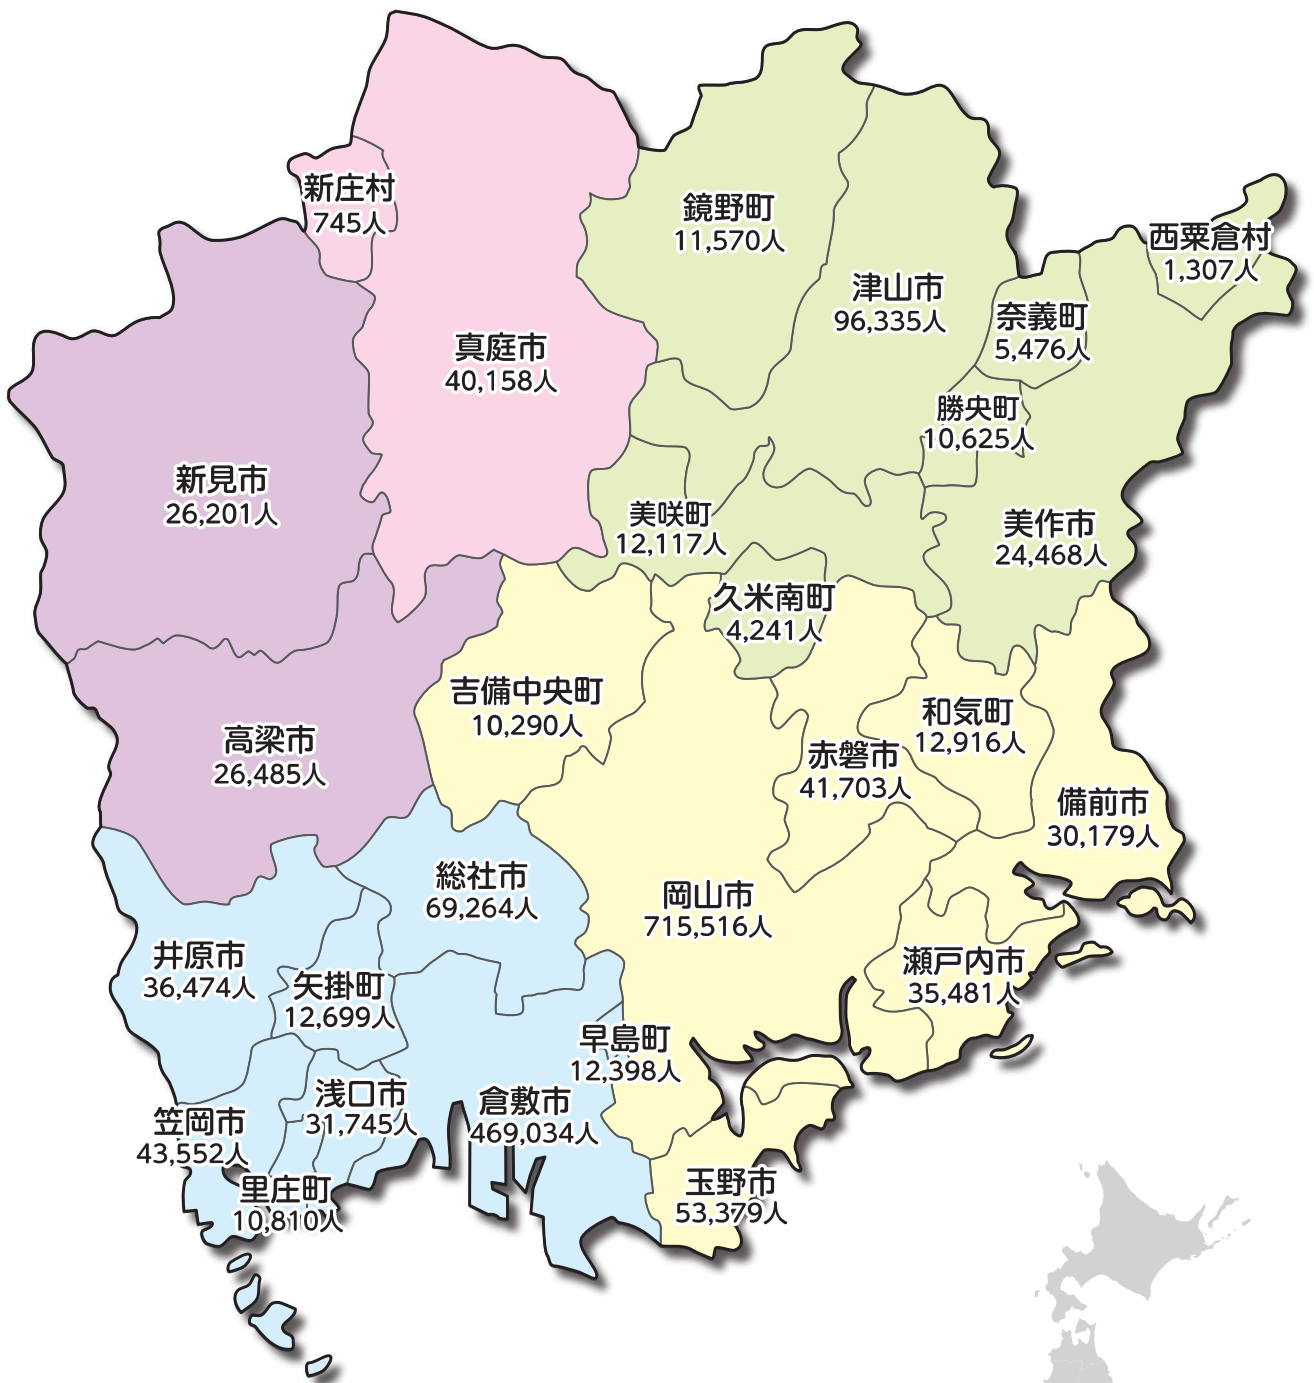 新庄村
745人
鏡野町
11,570人
西粟倉村
1,307人
津山市
96,335人
奈義町
5,476人
真庭市
40,158人
勝央町
10,625人
新見市
26,201人
美咲町
12,117人
美作市
24,468人
久米南町
4,241人
吉備中央町
10,290人
和気町
12,916人
高梁市
26,485人
赤磐市
41,703人
備前市
30,179人
総社市
69,264人
岡山市
715,516人
井原市
36,474人
瀬戸内市
35,481人
矢掛町
12,699人
早島町
12,398人
浅口市
31,745人
倉敷市
469,034人
笠岡市
43,552人
里庄町
10,810人
玉野市
53,379人